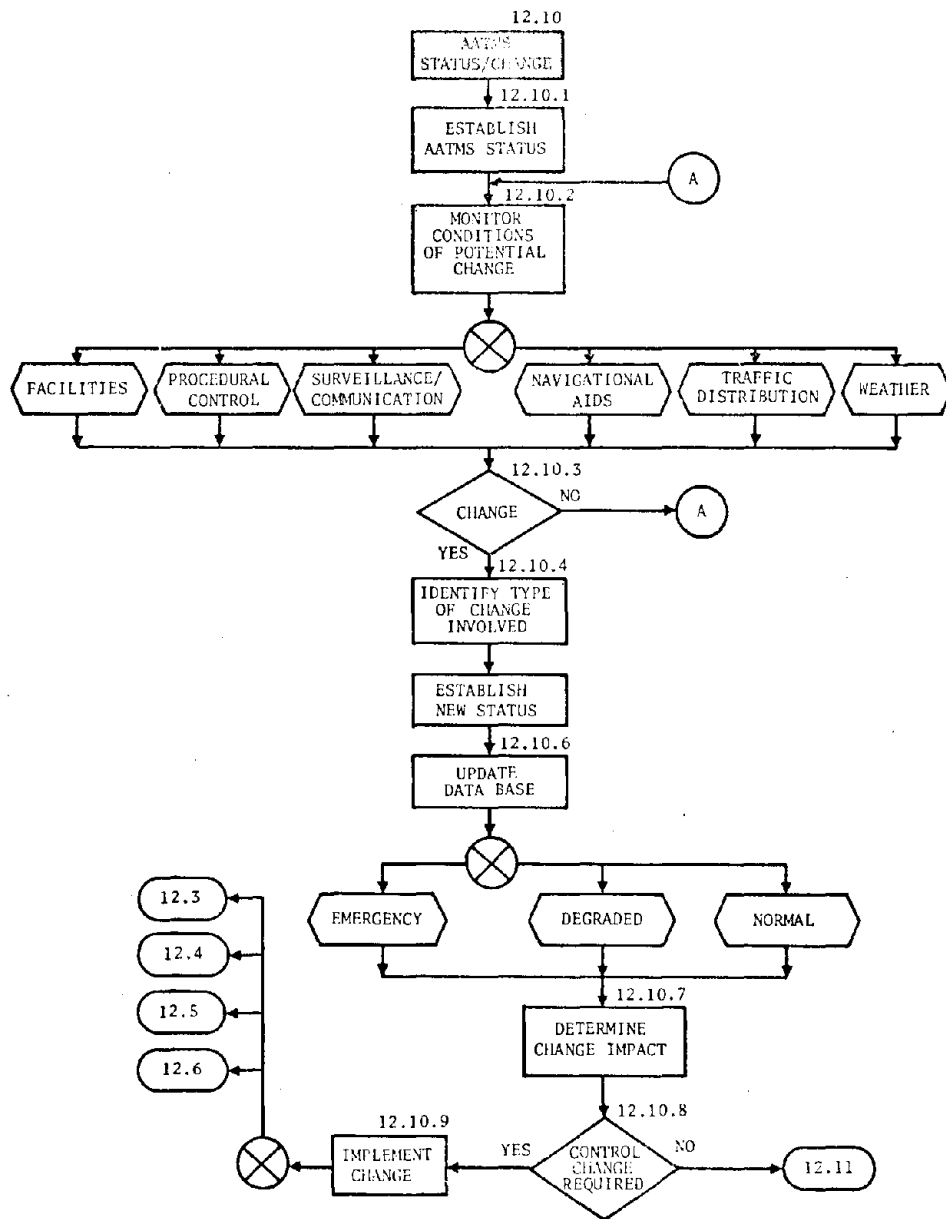 12.10
AATMS
STATUS/CHANGE
12.10.1
ESTABLISH
AATMS STATUS
A
12.10.2
MONITOR
CONDITIONS
OF POTENTIAL
CHANGE
FACILITIES
PROCEDURAL
CONTROL
SURVEILLANCE/
COMMUNICATION
NAVIGATIONAL
AIDS
TRAFFIC
DISTRIBUTION
WEATHER
12.10.3
CHANGE
NO
A
YES
12.10.4
IDENTIFY TYPE
OF CHANGE
INVOLVED
ESTABLISH
NEW STATUS
12.10.6
UPDATE
DATA BASE
EMERGENCY
DEGRADED
NORMAL
12.10.7
DETERMINE
CHANGE IMPACT
12.10.8
CONTROL
CHANGE
REQUIRED
NO
12.11
YES
12.10.9
IMPLEMENT
CHANGE
12.3
12.4
12.5
12.6